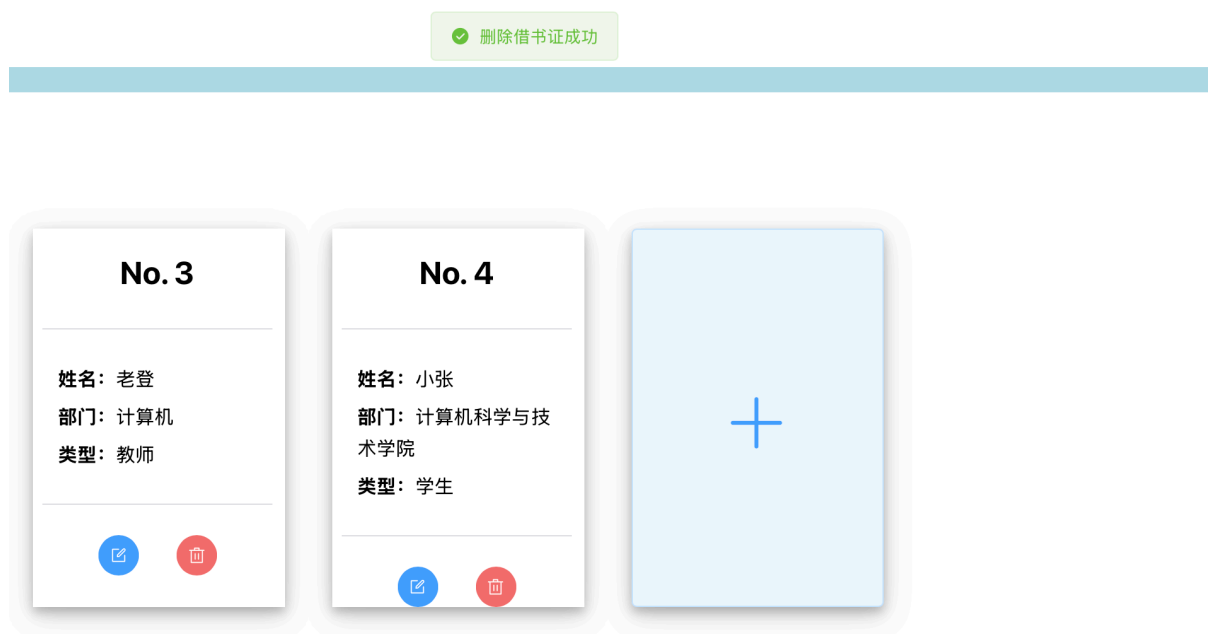 删除借书证成功
No. 3
姓名：老登
部门：计算机
类型：教师
No. 4
姓名：小张
部门：计算机科学与技
术学院
类型：学生